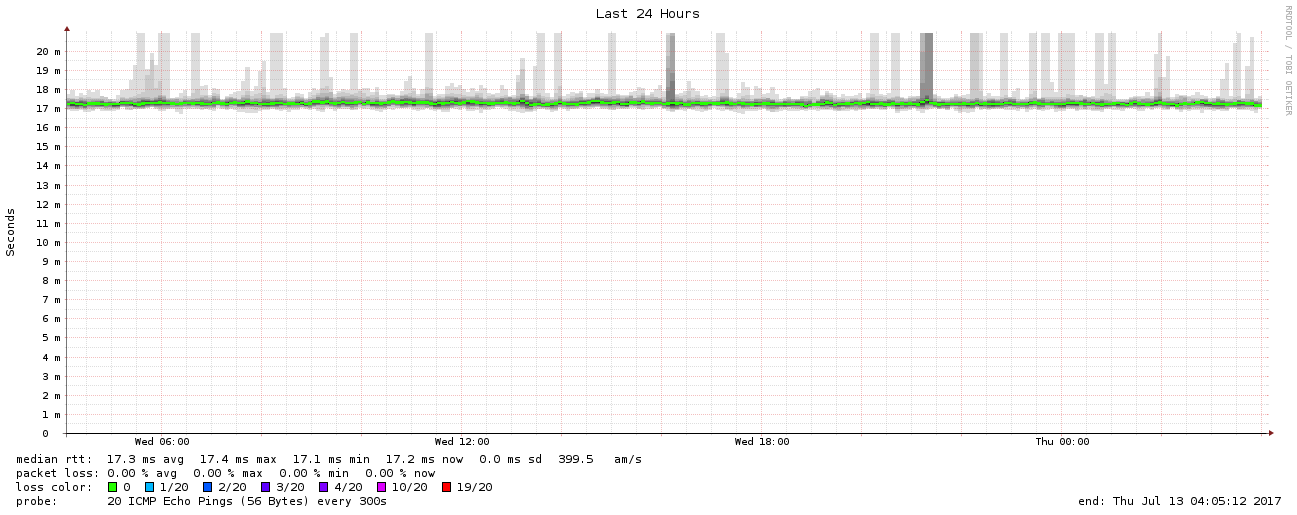 Last 24 Hours
RRDTOOL / TOBI OETIKER
Seconds
20 m
19 m
18 m
17 m
16 m
15 m
14 m
13 m
12 m
11 m
10 m
9 m
8 m
7 m
6 m
5 m
4 m
3 m
2 m
1 m
0
Wed 06:00 Wed 12:00 Wed 18:00 Thu 00:00
median rtt: 17.3 ms avg 17.4 ms max 17.1 ms min 17.2 ms now 0.0 ms sd 399.5 am/s
packet loss: 0.00 % avg 0.00 % max 0.00 % min 0.00 % now
loss color: 0 1/20 2/20 3/20 4/20 10/20 19/20
probe: 20 ICMP Echo Pings (56 Bytes) every 300s end: Thu Jul 13 04:05:12 2017